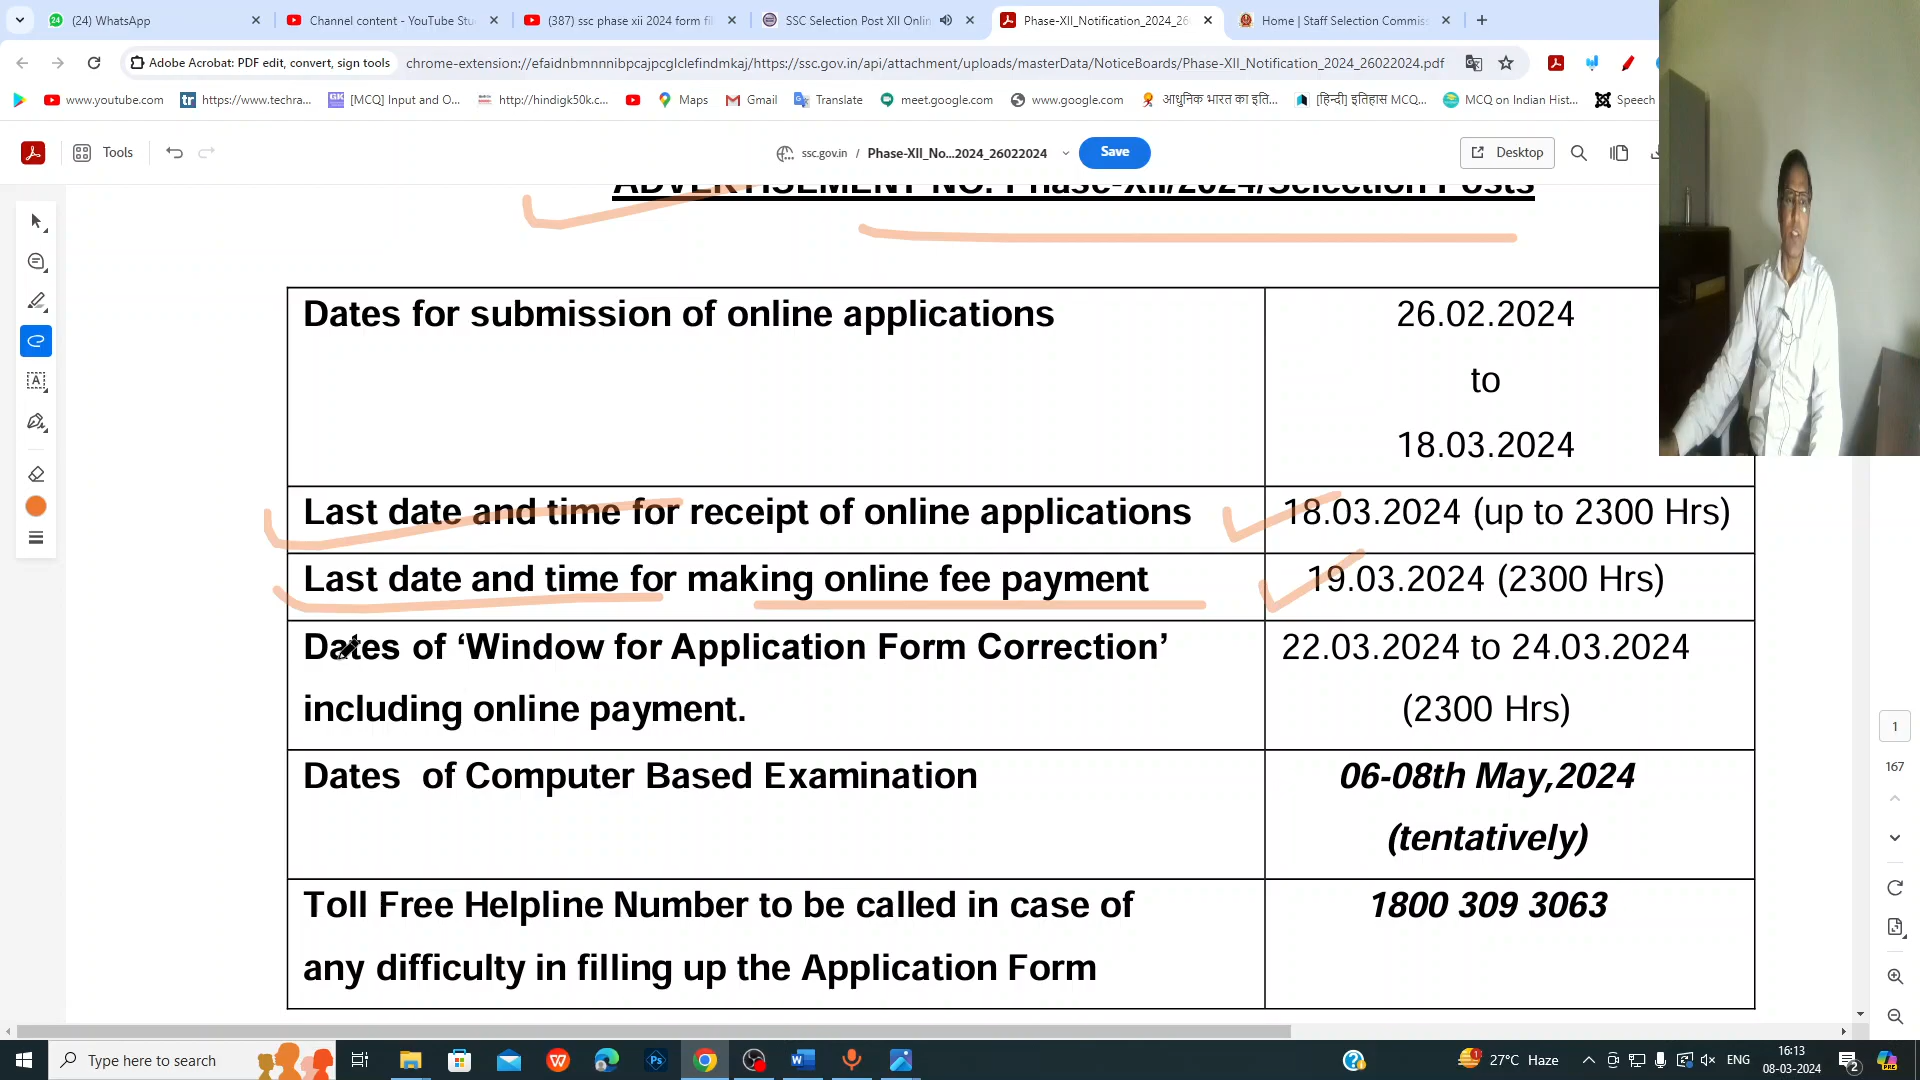 (24) WhatsApp
Channel content - YouTube Stu
(387) ssc phase xii 2024 form fil
SSC Selection Post XII Onlin
Phase-XII_Notification_2024_26
Home | Staff Selection Commis
Adobe Acrobat: PDF edit, convert, sign tools
chrome-extension://efaidnbmnnnibpcajpcglclefindmkaj/https://ssc.gov.in/api/attachment/uploads/masterData/NoticeBoards/Phase-XII_Notification_2024_26022024.pdf
www.youtube.com
https://www.techra...
[MCQ] Input and O...
http://hindigk50k.c...
Maps
Gmail
Translate
meet.google.com
www.google.com
आधुनिक भारत का इति...
[हिन्दी] इतिहास MCQ...
MCQ on Indian Hist...
Speech
Tools
ssc.gov.in / Phase-XII_No...2024_26022024
Save
Desktop
ADVERTISEMENT NO. Phase-XII/2024/Selection Posts
Dates for submission of online applications
26.02.2024
to
18.03.2024
Last date and time for receipt of online applications
18.03.2024 (up to 2300 Hrs)
Last date and time for making online fee payment
19.03.2024 (2300 Hrs)
Dates of ‘Window for Application Form Correction’
including online payment.
22.03.2024 to 24.03.2024
(2300 Hrs)
Dates of Computer Based Examination
06-08th May,2024
(tentatively)
Toll Free Helpline Number to be called in case of
any difficulty in filling up the Application Form
1800 309 3063
1
167
Type here to search
27°C Haze
ENG
16:13
08-03-2024
2